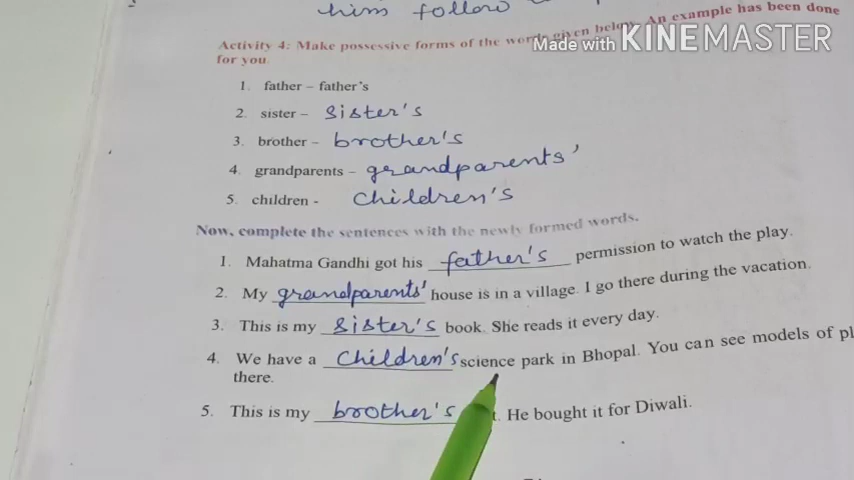 him follow
Activity 4: Make possessive forms of the words given below. An example has been done
for you.
Made with KINEMASTER
1. father – father's
2. sister – sister's
3. brother – brother's
4. grandparents – grandparents'
5. children - children's
Now, complete the sentences with the newly formed words.
1. Mahatma Gandhi got his father's permission to watch the play.
2. My grandparents' house is in a village. I go there during the vacation.
3. This is my sister's book. She reads it every day.
4. We have a children's science park in Bhopal. You can see models of pl
there.
5. This is my brother's t. He bought it for Diwali.